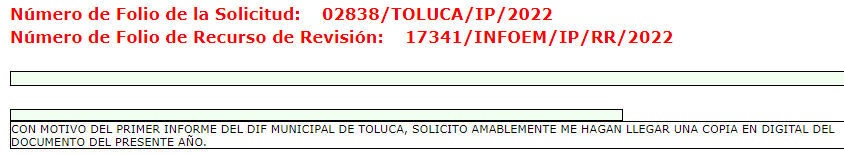 Número de Folio de la Solicitud: 02838/TOLUCA/IP/2022
Número de Folio de Recurso de Revisión: 17341/INFOEM/IP/RR/2022
CON MOTIVO DEL PRIMER INFORME DEL DIF MUNICIPAL DE TOLUCA, SOLICITO AMABLEMENTE ME HAGAN LLEGAR UNA COPIA EN DIGITAL DEL
DOCUMENTO DEL PRESENTE AÑO.